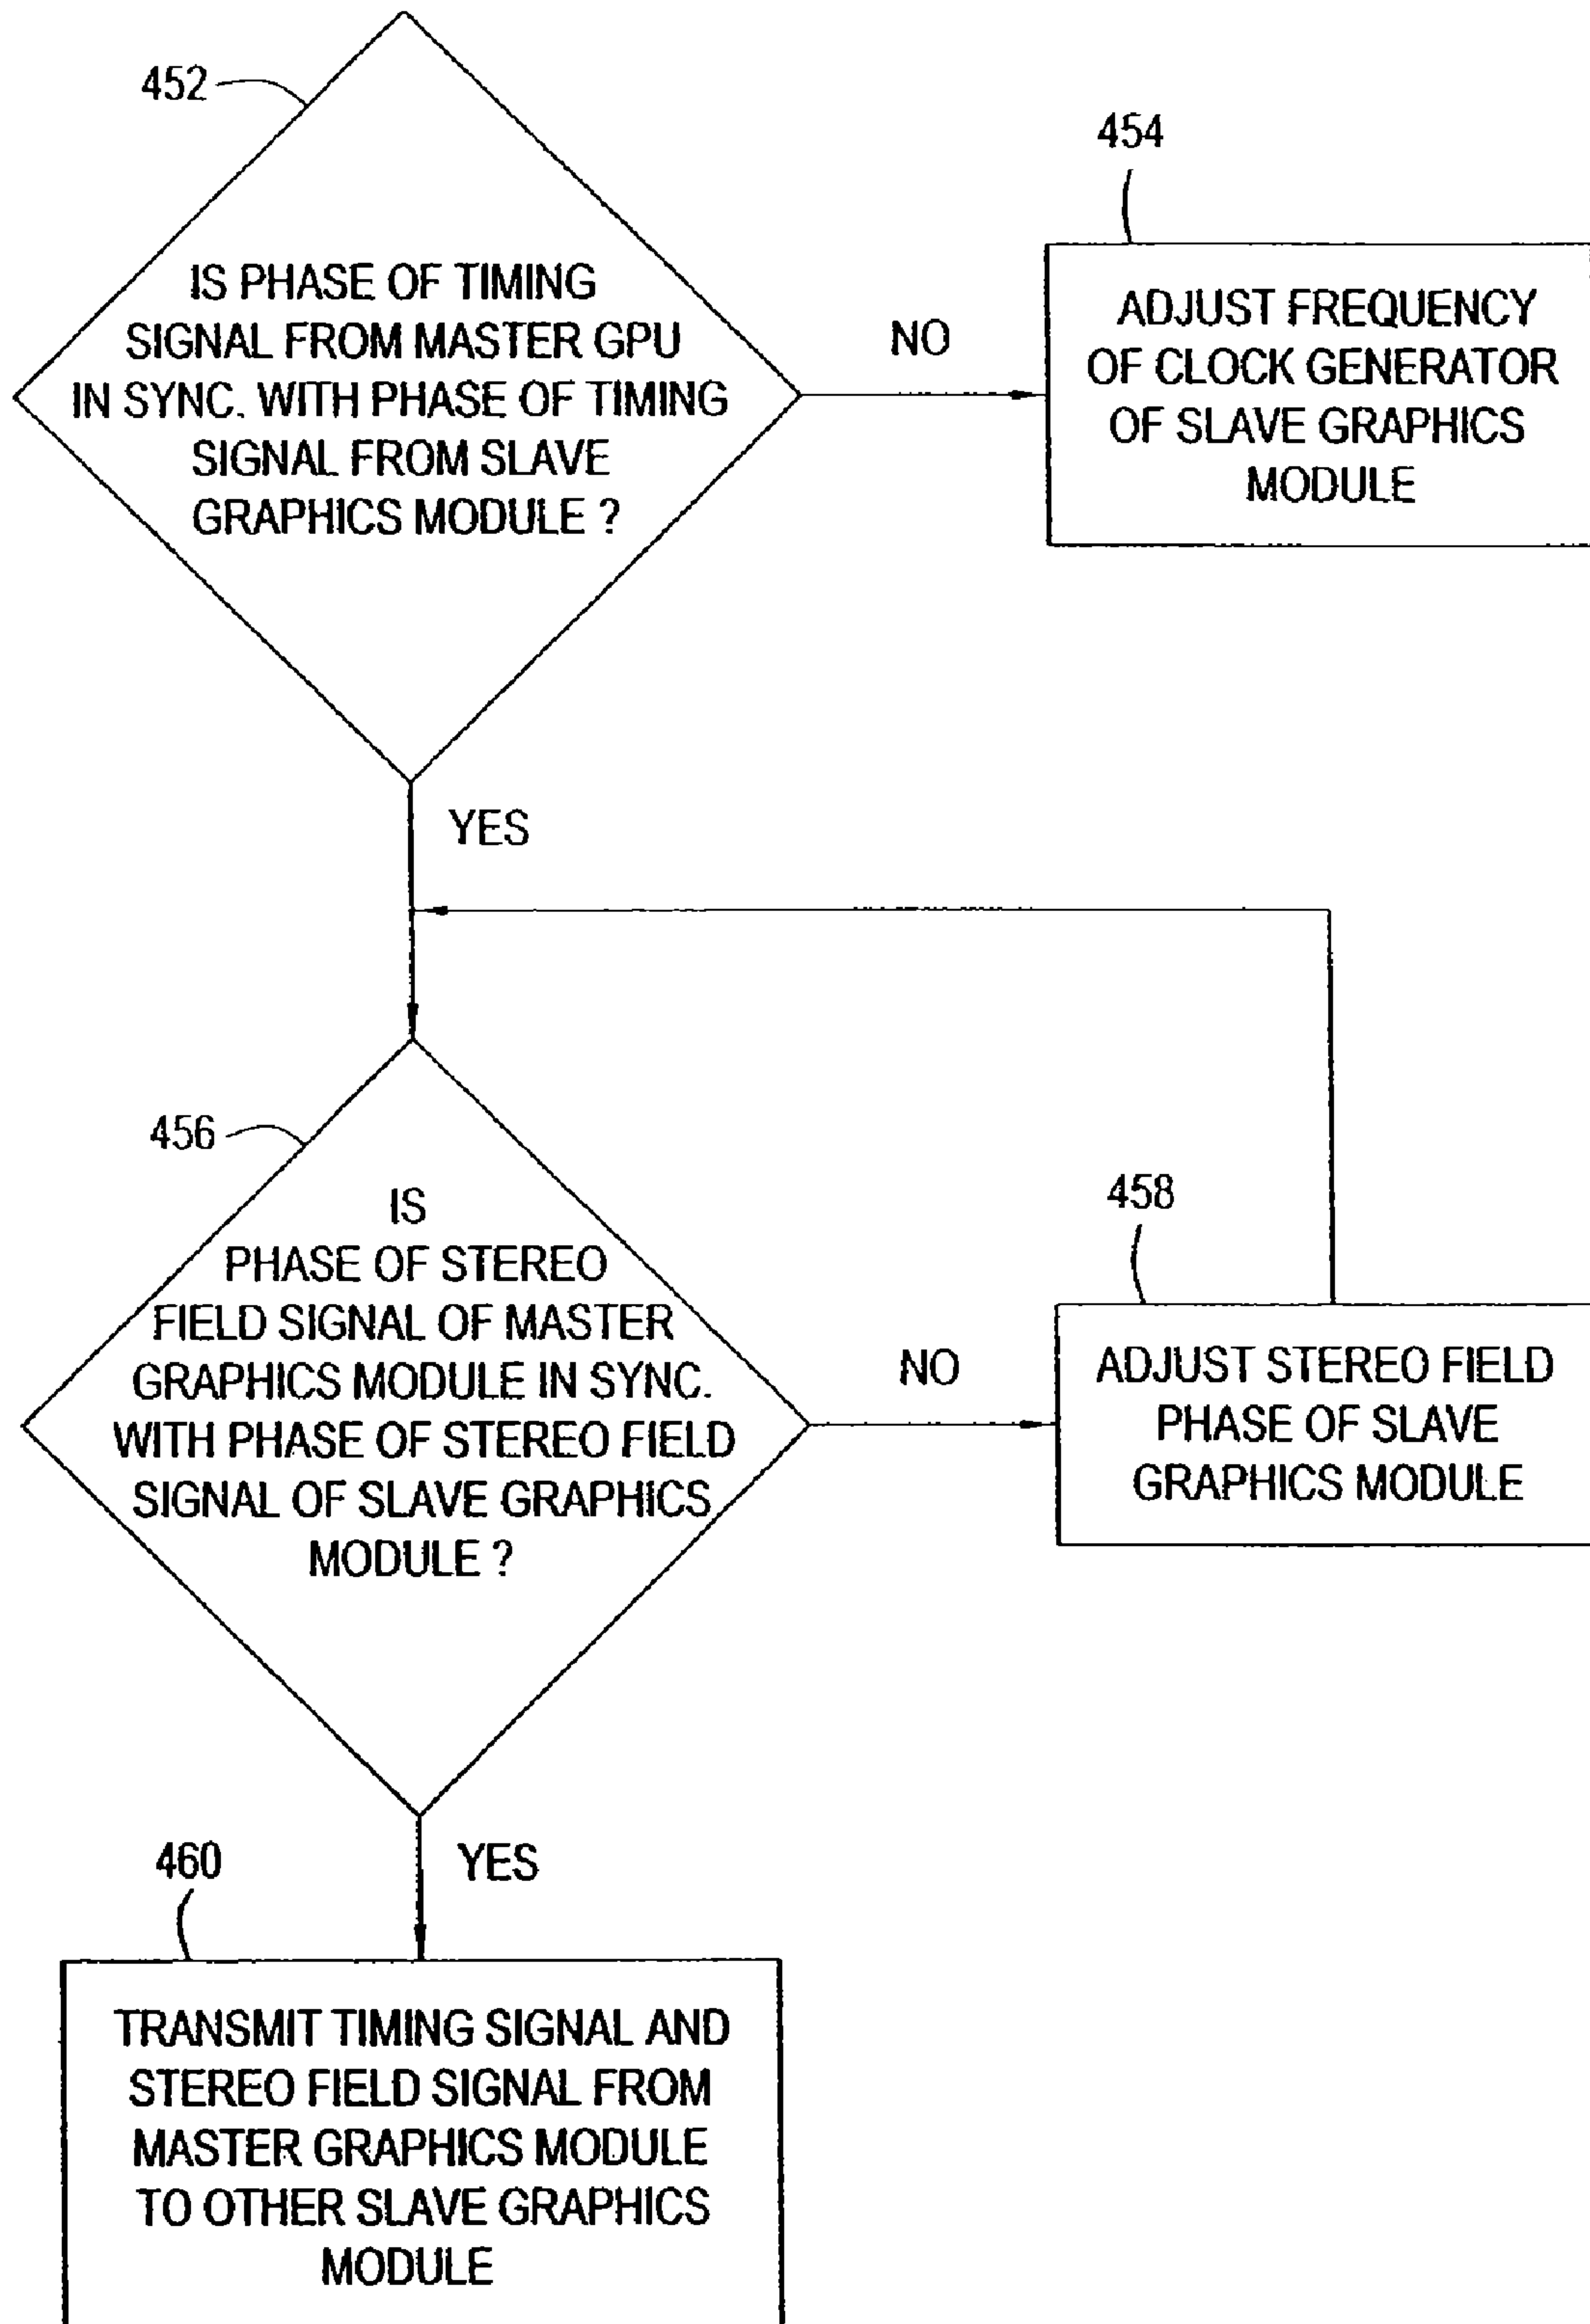 452
IS PHASE OF TIMING
SIGNAL FROM MASTER GPU
IN SYNC. WITH PHASE OF TIMING
SIGNAL FROM SLAVE
GRAPHICS MODULE ?
NO
454
ADJUST FREQUENCY
OF CLOCK GENERATOR
OF SLAVE GRAPHICS
MODULE
YES
456
IS
PHASE OF STEREO
FIELD SIGNAL OF MASTER
GRAPHICS MODULE IN SYNC.
WITH PHASE OF STEREO FIELD
SIGNAL OF SLAVE GRAPHICS
MODULE ?
NO
458
ADJUST STEREO FIELD
PHASE OF SLAVE
GRAPHICS MODULE
YES
460
TRANSMIT TIMING SIGNAL AND
STEREO FIELD SIGNAL FROM
MASTER GRAPHICS MODULE
TO OTHER SLAVE GRAPHICS
MODULE